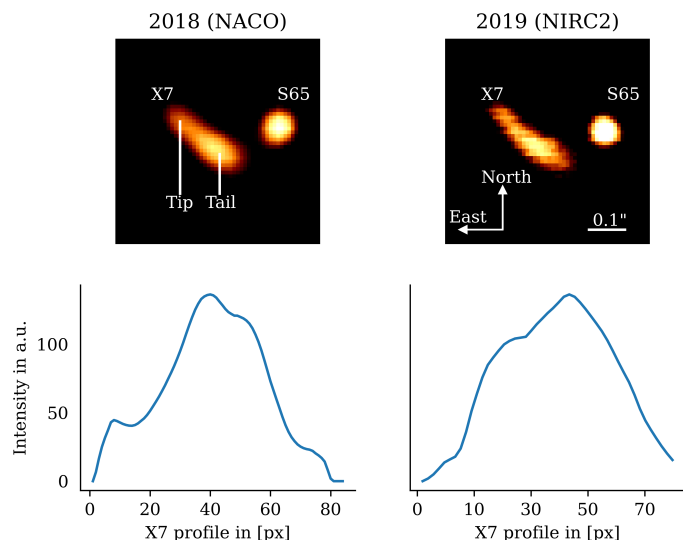 2018 (NACO)
2019 (NIRC2)
X7
S65
Tip
Tail
X7
S65
North
East
0.1"
Intensity in a.u.
100
50
0
0 20 40 60 80
X7 profile in [px]
10 30 50 70
X7 profile in [px]